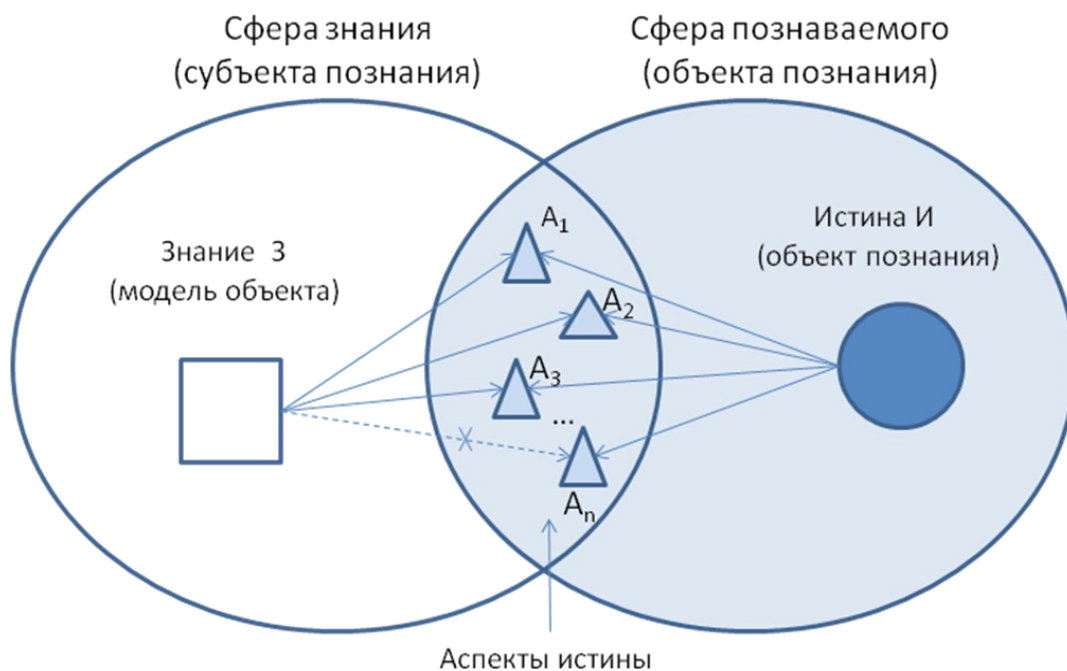 Сфера знания
(субъекта познания)
Сфера познаваемого
(объекта познания)
Знание З
(модель объекта)
Истина И
(объект познания)
A1
A2
A3
...
An
Аспекты истины